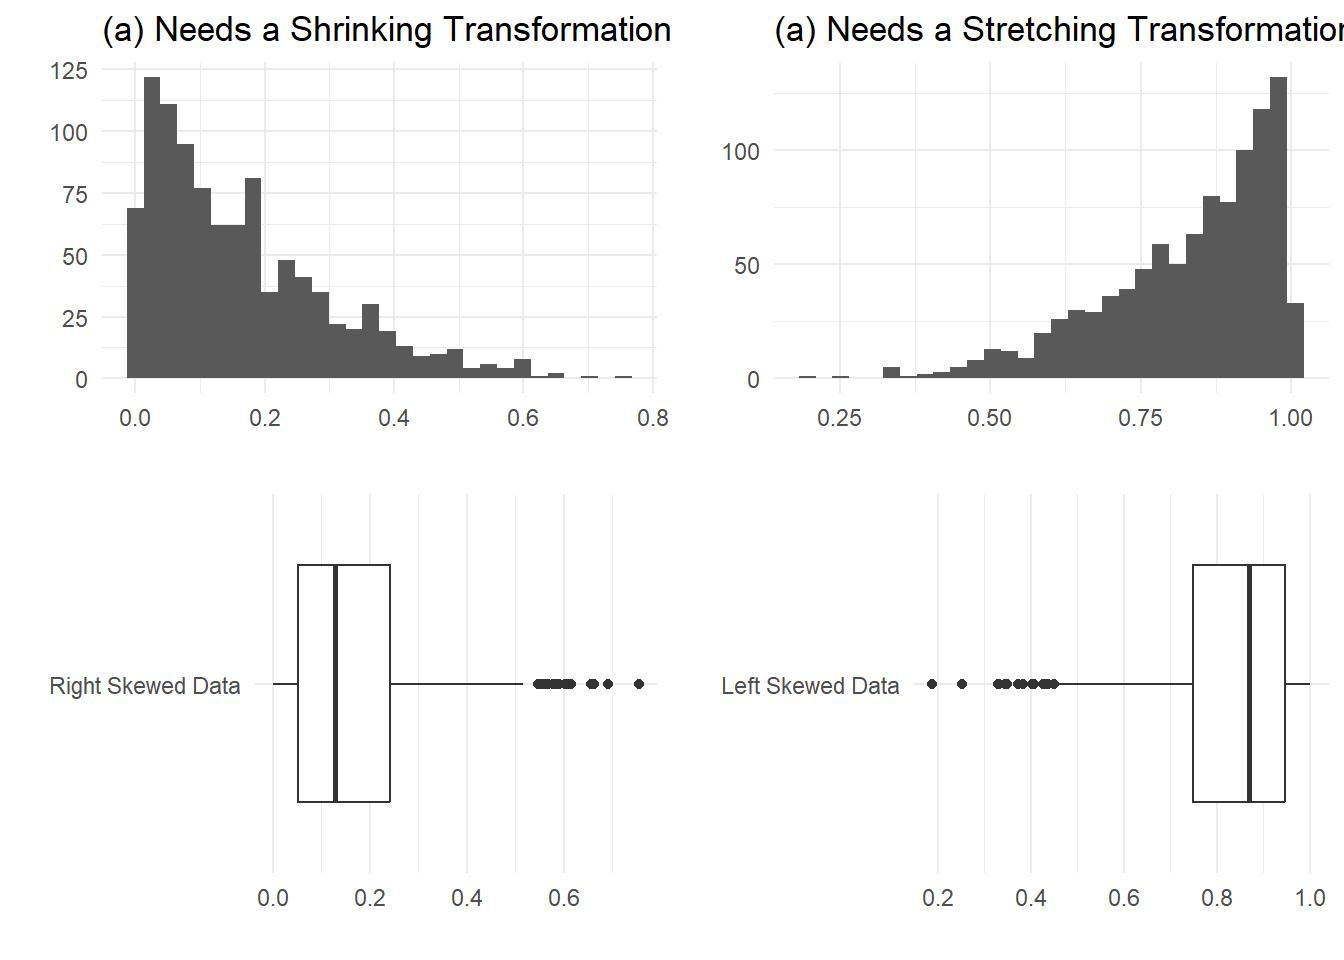 (a) Needs a Shrinking Transformation
(a) Needs a Stretching Transformation
125
100
75
50
25
0
0.0 0.2 0.4 0.6 0.8
100
50
0
0.25 0.50 0.75 1.00
Right Skewed Data
0.0 0.2 0.4 0.6
Left Skewed Data
0.2 0.4 0.6 0.8 1.0